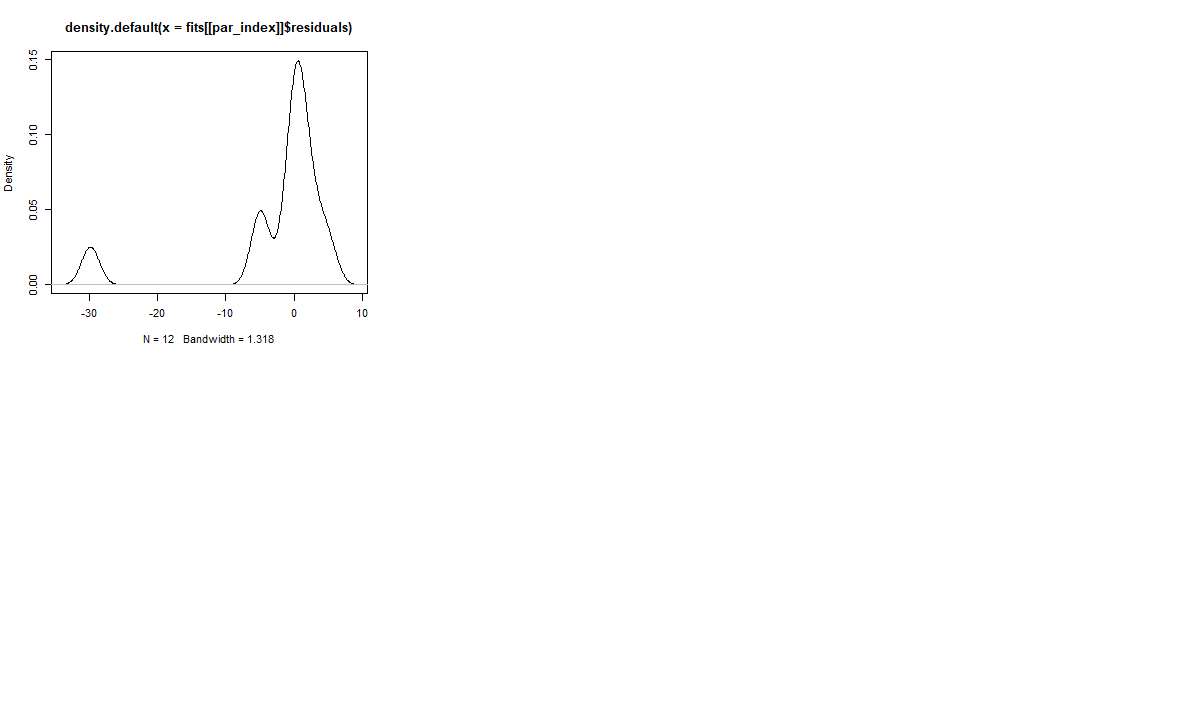 density.default(x = fits[[par_index]]$residuals)
Density
0.15
0.10
0.05
0.00
-30 -20 -10 0 10
N = 12 Bandwidth = 1.318